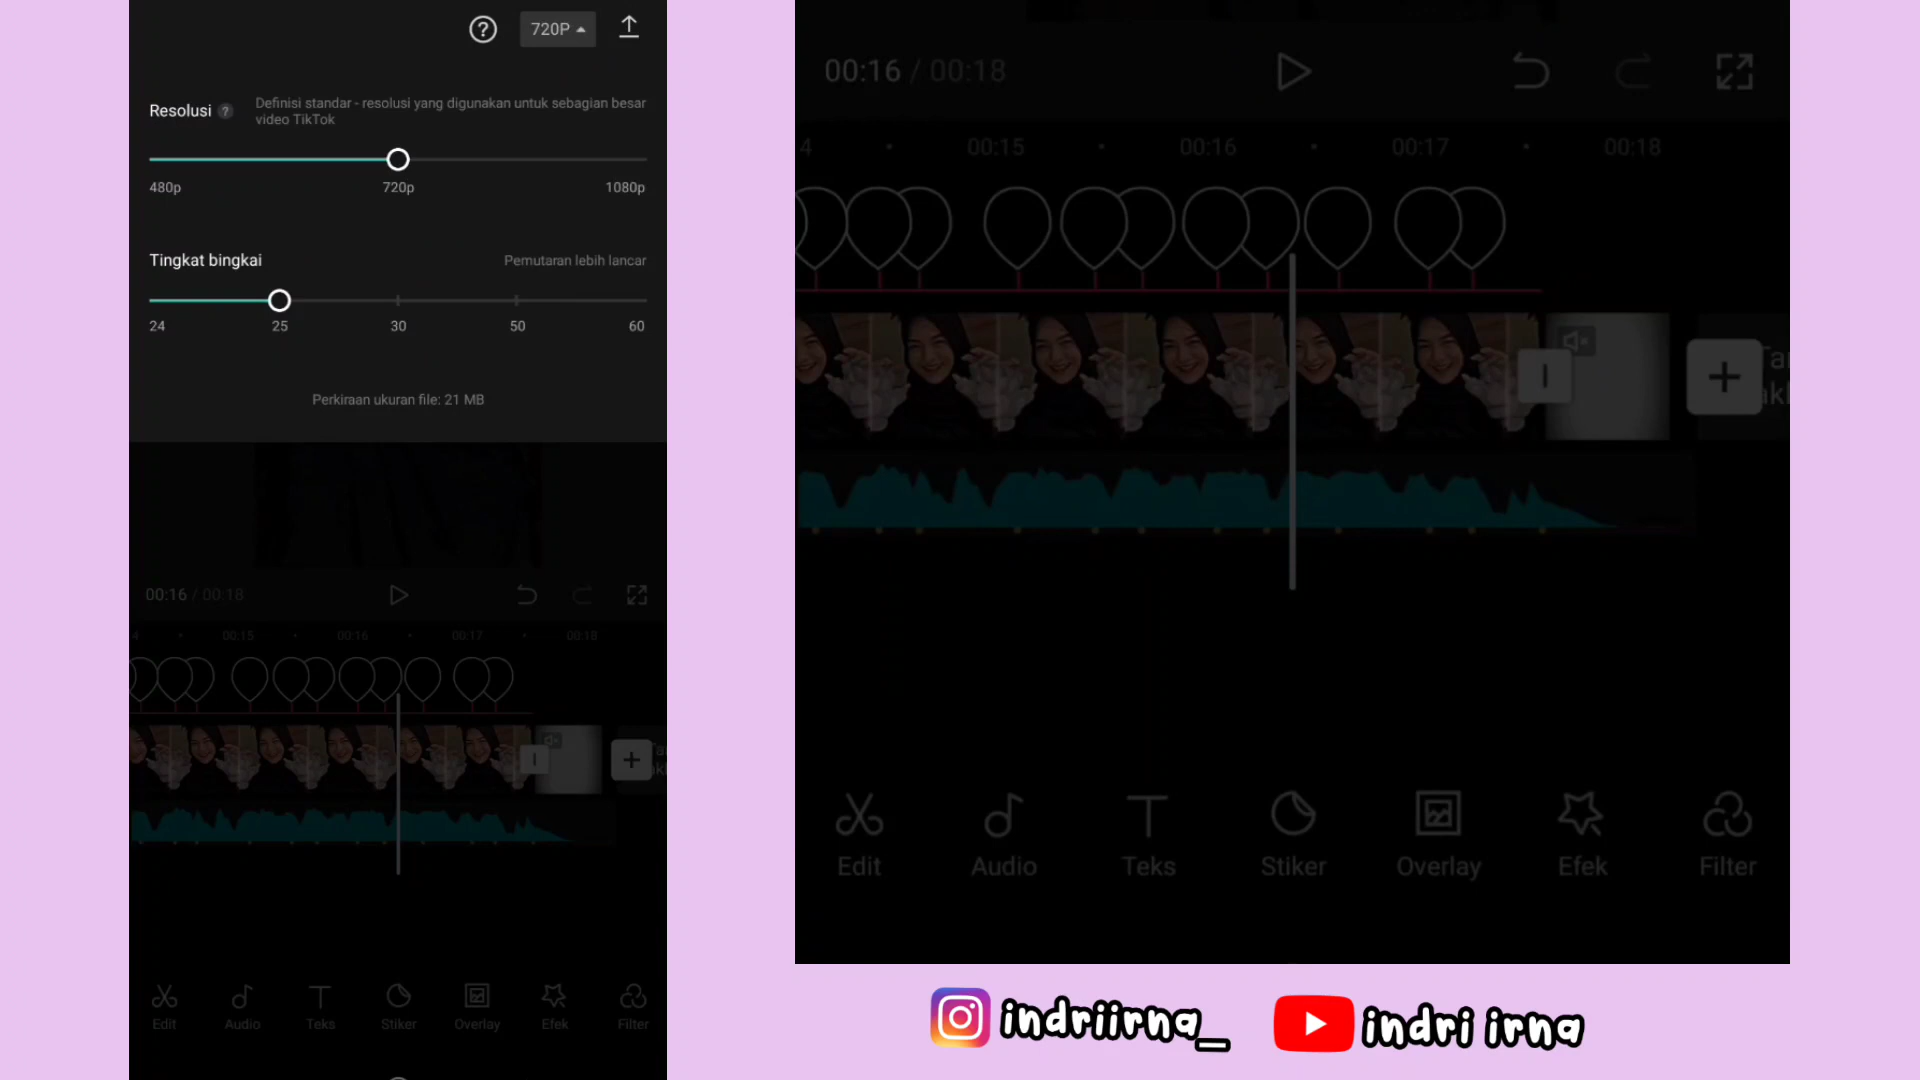 720P
Resolusi ?
Definisi standar - resolusi yang digunakan untuk sebagian besar
video TikTok
480p 720p 1080p
Tingkat bingkai
Pemutaran lebih lancar
24 25 30 50 60
Perkiraan ukuran file: 21 MB
00:16 / 00:18
4 00:15 00:16 00:17 00:18
Edit Audio Teks Stiker Overlay Efek Filter
00:16 / 00:18
4 00:15 00:16 00:17 00:18
Edit Audio Teks Stiker Overlay Efek Filter
indriirna_
indri irna